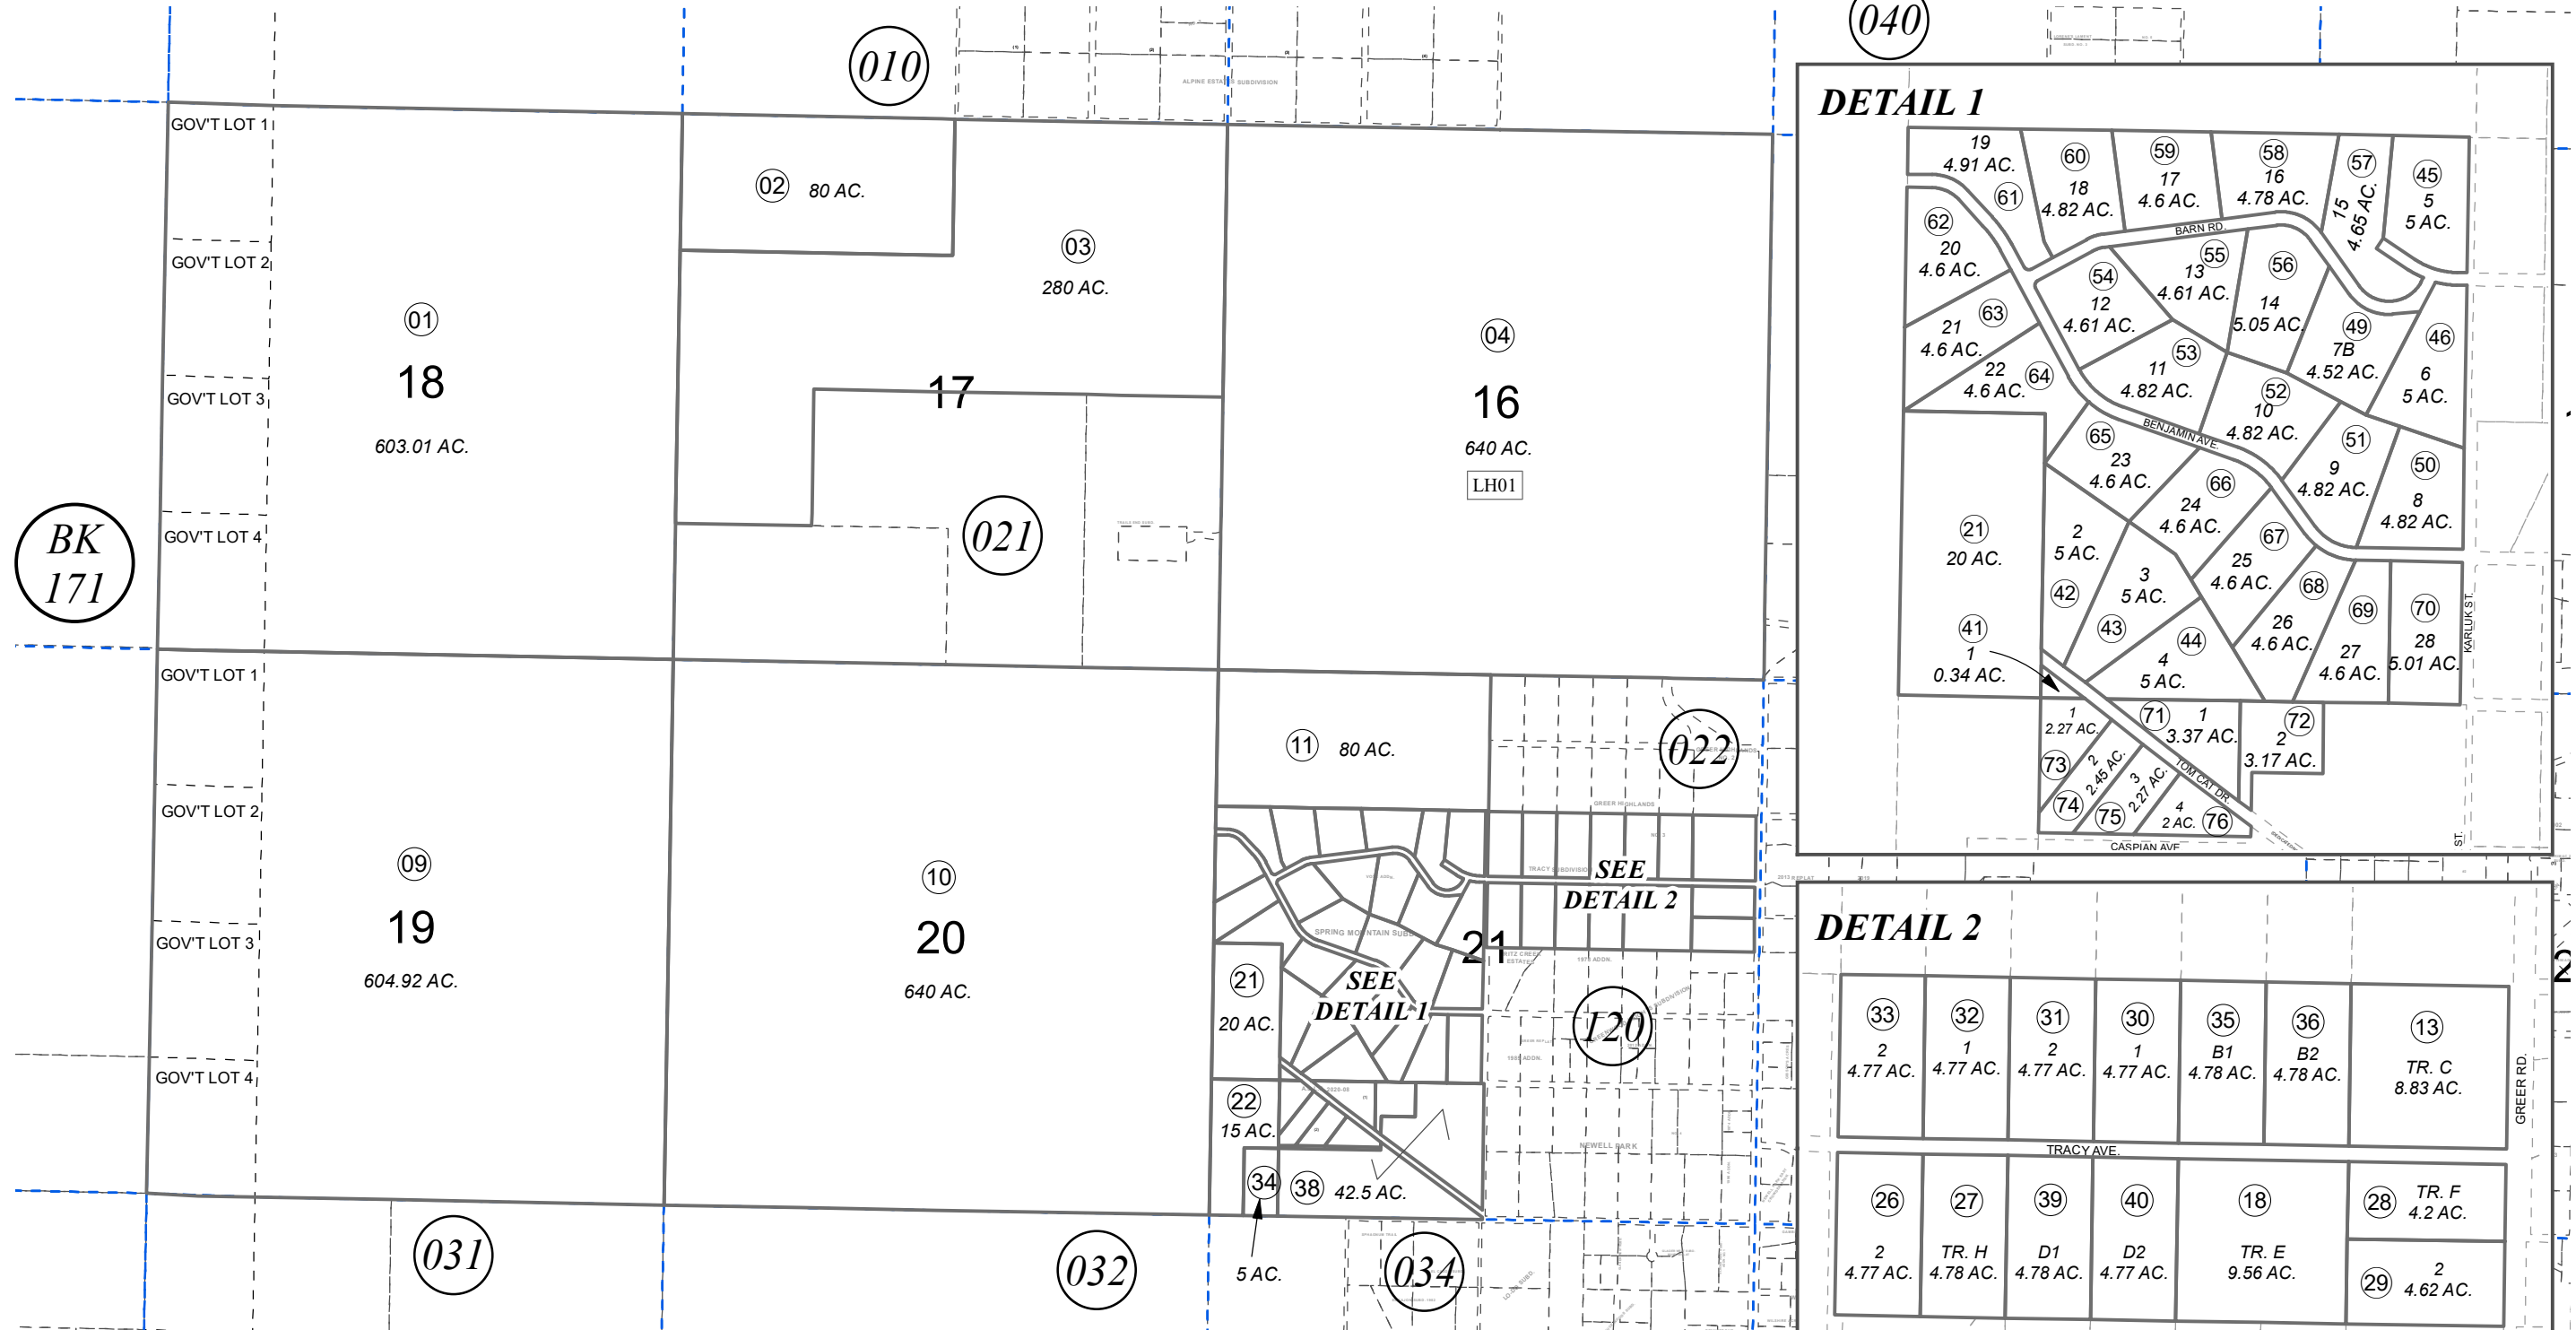 010
040
ALPINE ESTATES SUBDIVISION
BK
171
GOV'T LOT 1
GOV'T LOT 2
GOV'T LOT 3
GOV'T LOT 4
01
18
603.01 AC.
02 80 AC.
03
280 AC.
17
021
04
16
640 AC.
LH01
GOV'T LOT 1
GOV'T LOT 2
GOV'T LOT 3
GOV'T LOT 4
09
19
604.92 AC.
10
20
640 AC.
11 80 AC.
022
GREER HIGHLANDS
TRACY SUBDIVISION
SEE
DETAIL 2
SPRING MOUNTAIN SUBD.
21
SEE
DETAIL 1
21
20 AC.
1971 ADDN.
120
NEWELL PARK
22
15 AC.
34
5 AC.
38 42.5 AC.
031
032
034
DETAIL 1
19
4.91 AC.
61
60
18
4.82 AC.
59
17
4.6 AC.
58
16
4.78 AC.
57
15
4.65 AC.
45
5
5 AC.
BARN RD.
62
20
4.6 AC.
54
12
4.61 AC.
55
13
4.61 AC.
56
14
5.05 AC.
63
21
4.6 AC.
49
7B
4.52 AC.
46
6
5 AC.
22
4.6 AC.
64
53
11
4.82 AC.
52
10
4.82 AC.
BENJAMIN AVE.
65
23
4.6 AC.
51
9
4.82 AC.
50
8
4.82 AC.
66
24
4.6 AC.
21
20 AC.
2
5 AC.
42
67
25
4.6 AC.
3
5 AC.
43
68
26
4.6 AC.
69
27
4.6 AC.
70
28
5.01 AC.
KARLUK ST.
41
1
0.34 AC.
44
4
5 AC.
1
2.27 AC.
73
71
1
3.37 AC.
72
2
3.17 AC.
2
2.45 AC.
74
3
2.27 AC.
75
4
2 AC.
76
TOM CAT DR.
CASPIAN AVE
ST.
DETAIL 2
33
2
4.77 AC.
32
1
4.77 AC.
31
2
4.77 AC.
30
1
4.77 AC.
35
B1
4.78 AC.
36
B2
4.78 AC.
13
TR. C
8.83 AC.
GREER RD.
TRACY AVE.
26
2
4.77 AC.
27
TR. H
4.78 AC.
39
D1
4.78 AC.
40
D2
4.77 AC.
18
TR. E
9.56 AC.
28
TR. F
4.2 AC.
29
2
4.62 AC.